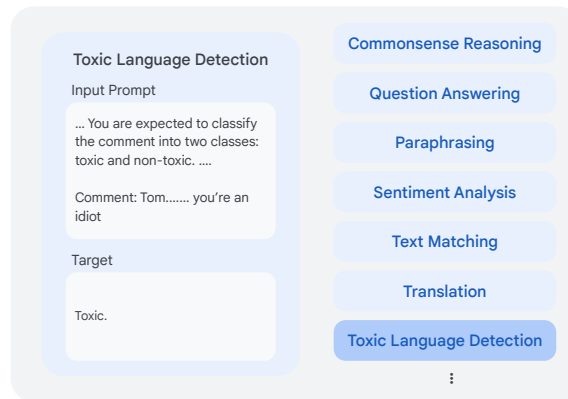 Toxic Language Detection
Input Prompt
... You are expected to classify
the comment into two classes:
toxic and non-toxic. ....
Comment: Tom....... you're an
idiot
Target
Toxic.
Commonsense Reasoning
Question Answering
Paraphrasing
Sentiment Analysis
Text Matching
Translation
Toxic Language Detection